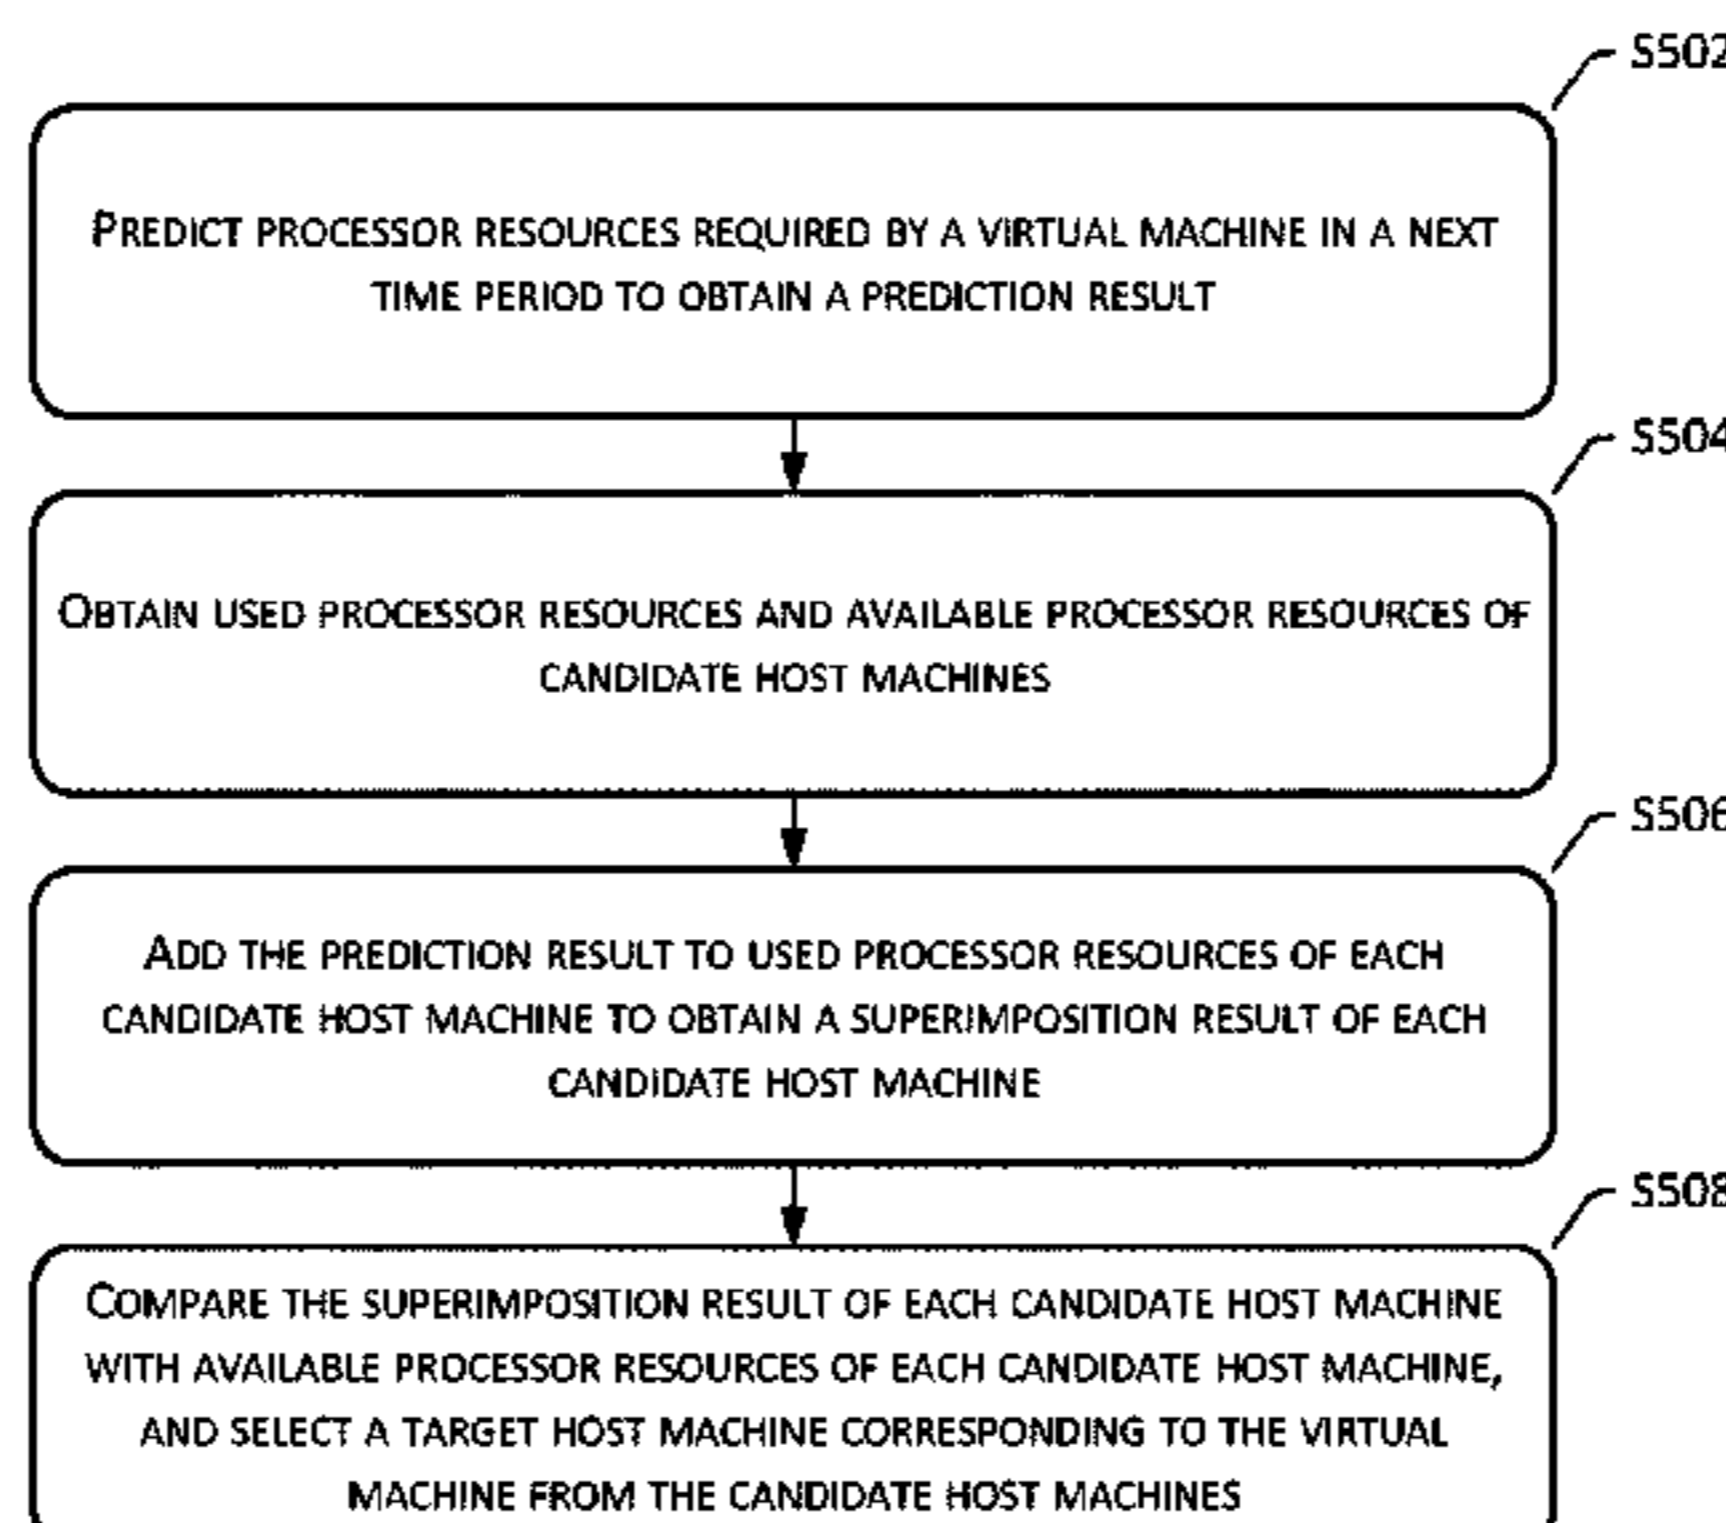 S502
PREDICT PROCESSOR RESOURCES REQUIRED BY A VIRTUAL MACHINE IN A NEXT
TIME PERIOD TO OBTAIN A PREDICTION RESULT
S504
OBTAIN USED PROCESSOR RESOURCES AND AVAILABLE PROCESSOR RESOURCES OF
CANDIDATE HOST MACHINES
S506
ADD THE PREDICTION RESULT TO USED PROCESSOR RESOURCES OF EACH
CANDIDATE HOST MACHINE TO OBTAIN A SUPERIMPOSITION RESULT OF EACH
CANDIDATE HOST MACHINE
S508
COMPARE THE SUPERIMPOSITION RESULT OF EACH CANDIDATE HOST MACHINE
WITH AVAILABLE PROCESSOR RESOURCES OF EACH CANDIDATE HOST MACHINE,
AND SELECT A TARGET HOST MACHINE CORRESPONDING TO THE VIRTUAL
MACHINE FROM THE CANDIDATE HOST MACHINES